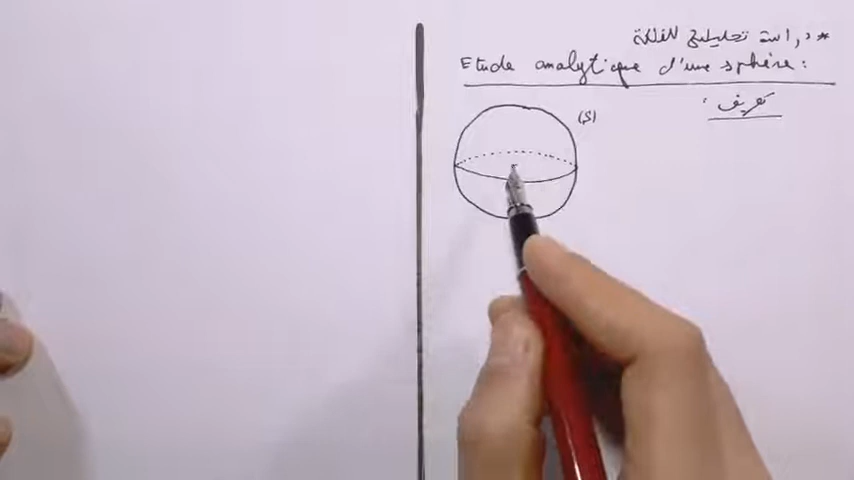 * دراسة تحليلية للفلكة
Etude analytique d'une sphère :
تعريف :
(S)